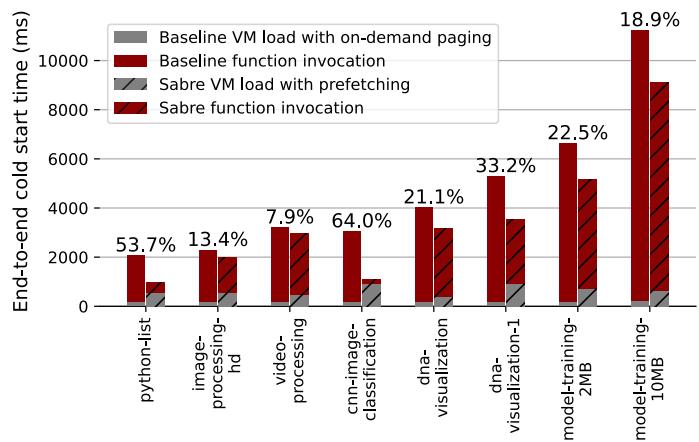 End-to-end cold start time (ms)
10000
8000
6000
4000
2000
0
Baseline VM load with on-demand paging
Baseline function invocation
Sabre VM load with prefetching
Sabre function invocation
53.7%
13.4%
7.9%
64.0%
21.1%
33.2%
22.5%
18.9%
python-list
image-
processing-
hd
video-
processing
cnn-image-
classification
dna-
visualization
dna-
visualization-1
model-training-
2MB
model-training-
10MB